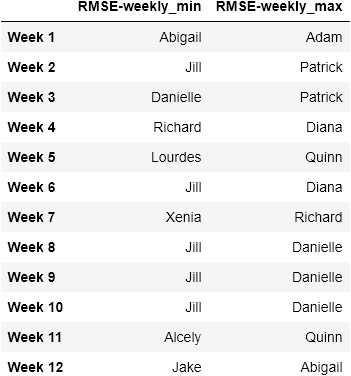 RMSE-weekly_min RMSE-weekly_max
Week 1 Abigail Adam
Week 2 Jill Patrick
Week 3 Danielle Patrick
Week 4 Richard Diana
Week 5 Lourdes Quinn
Week 6 Jill Diana
Week 7 Xenia Richard
Week 8 Jill Danielle
Week 9 Jill Danielle
Week 10 Jill Danielle
Week 11 Alcely Quinn
Week 12 Jake Abigail